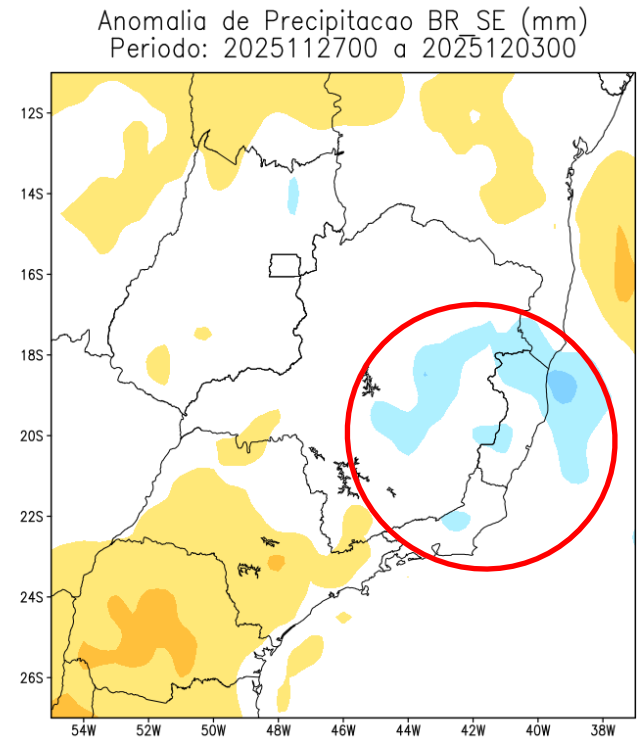 Anomalia de Precipitacao BR_SE (mm)
Periodo: 2025112700 a 2025120300
12S
14S
16S
18S
20S
22S
24S
26S
54W 52W 50W 48W 46W 44W 42W 40W 38W